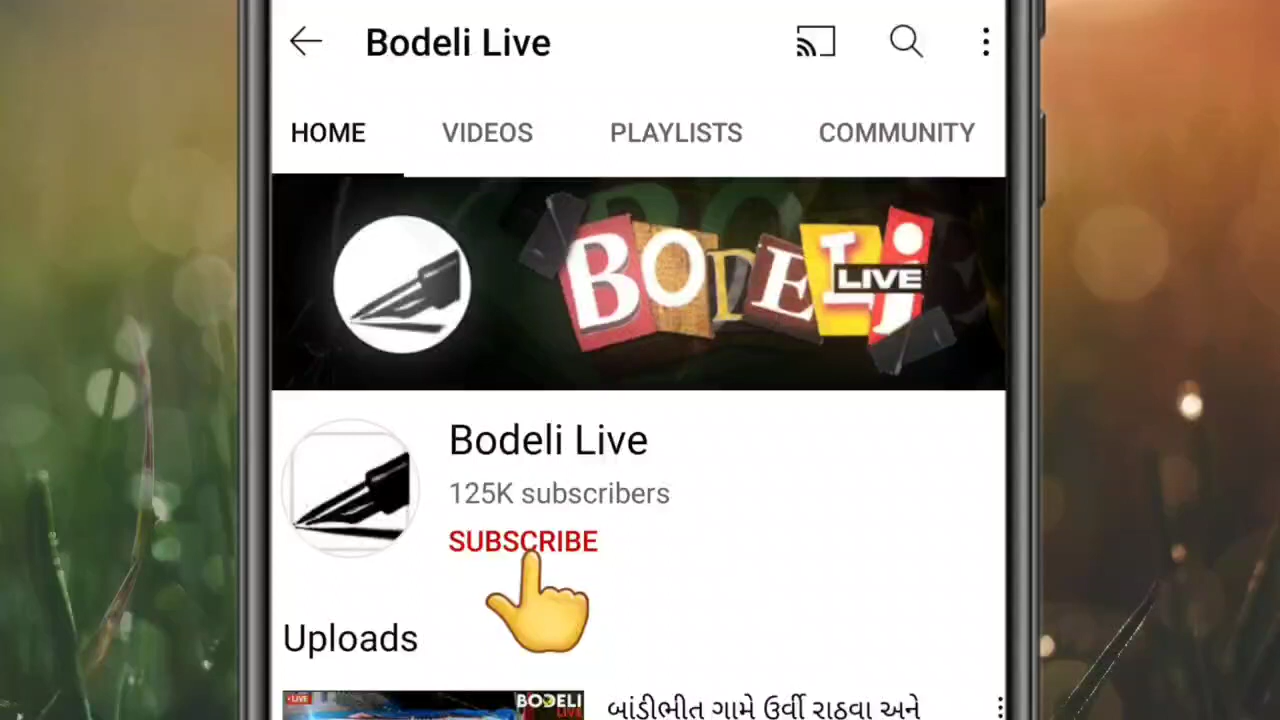 Bodeli Live
HOME VIDEOS PLAYLISTS COMMUNITY
BODELi
LIVE
Bodeli Live
125K subscribers
SUBSCRIBE
Uploads
LIVE
BODELI
LIVE
બાંડીભીત ગામે ઉર્વી રાઠવા અને